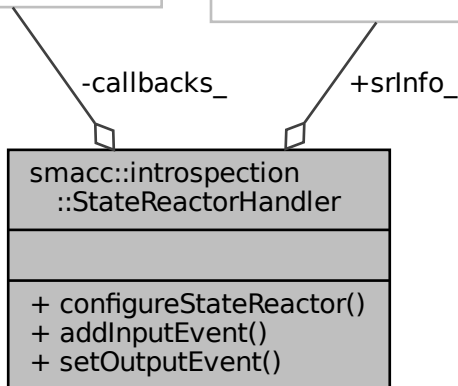 -callbacks_
+srInfo_
smacc::introspection
::StateReactorHandler
+ configureStateReactor()
+ addInputEvent()
+ setOutputEvent()